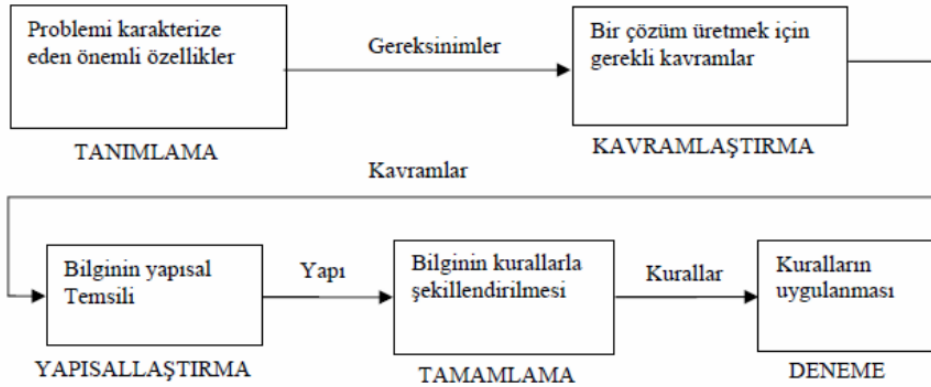 Problemi karakterize
eden önemli özellikler
Gereksinimler
Bir çözüm üretmek için
gerekli kavramlar
TANIMLAMA
KAVRAMLAŞTIRMA
Kavramlar
Bilginin yapısal
Temsili
Yapı
Bilginin kurallarla
şekillendirilmesi
Kurallar
Kuralların
uygulanması
YAPISALLAŞTIRMA
TAMAMLAMA
DENEME